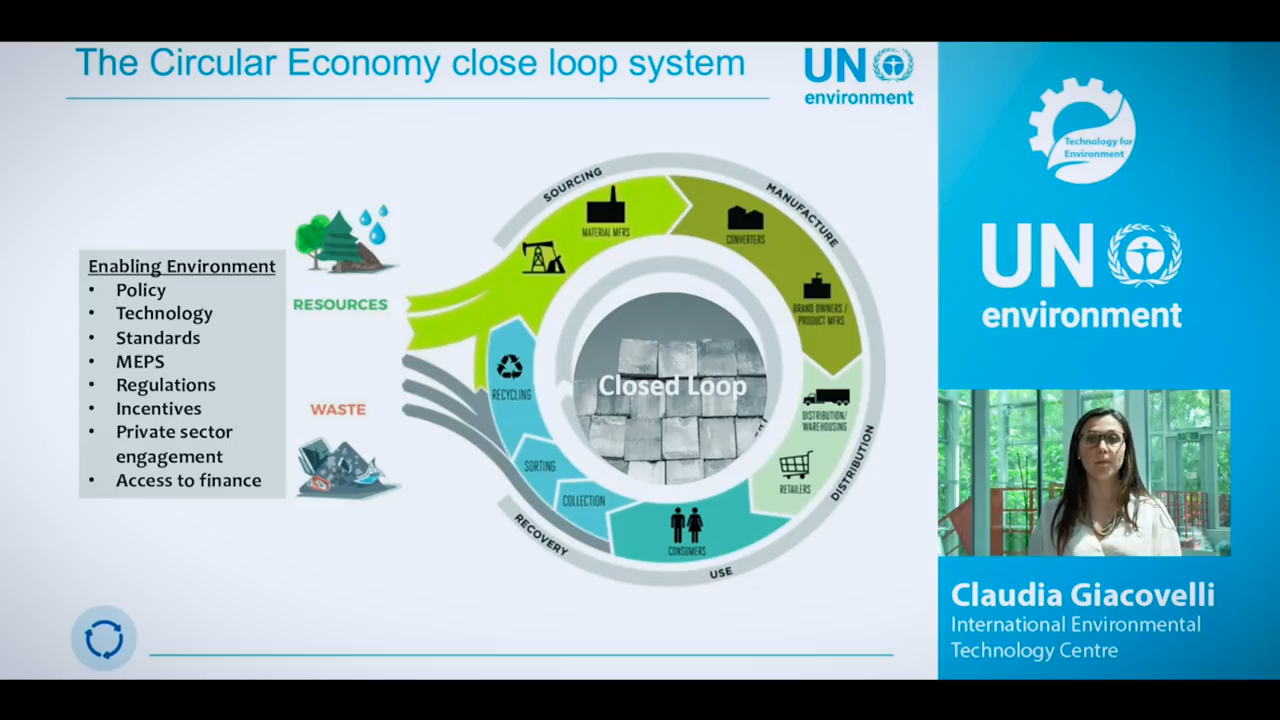 The Circular Economy close loop system
UN
environment
Enabling Environment
• Policy
• Technology
• Standards
• MEPS
• Regulations
• Incentives
• Private sector
engagement
• Access to finance
RESOURCES
WASTE
SOURCING
MANUFACTURE
DISTRIBUTION
USE
RECOVERY
MATERIAL MFRS
CONVERTERS
BRAND OWNERS /
PRODUCT MFRS
DISTRIBUTION/
WAREHOUSING
RETAILERS
CONSUMERS
COLLECTION
SORTING
RECYCLING
Closed Loop
Technology for
Environment
UN
environment
Claudia Giacovelli
International Environmental
Technology Centre